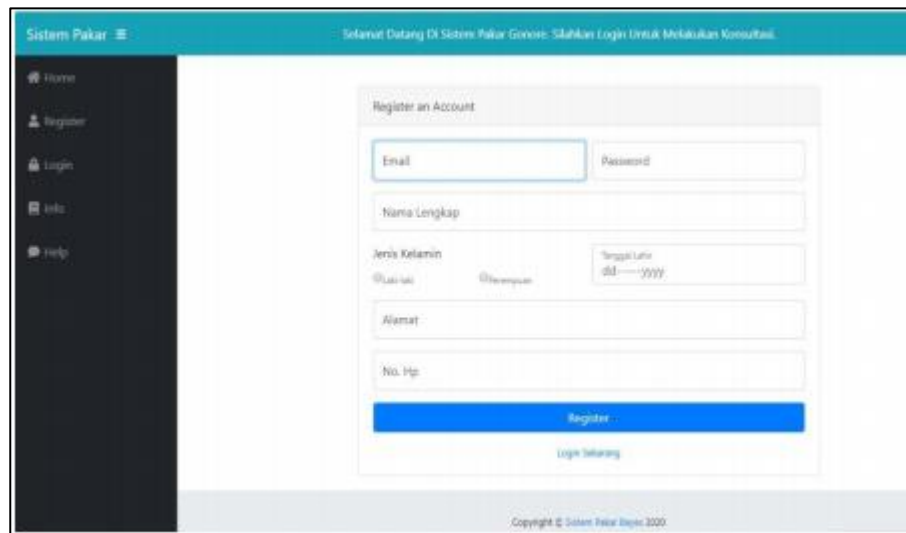 Sistem Pakar
Selamat Datang Di Sistem Pakar Gonore. Silahkan Login Untuk Melakukan Konsultasi.
Home
Register
Login
Info
Help
Register an Account
Email
Password
Nama Lengkap
Jenis Kelamin
Laki-laki
Perempuan
Tanggal Lahir
dd------yyyy
Alamat
No. Hp
Register
Login Sekarang
Copyright © Sistem Pakar Bayes 2020